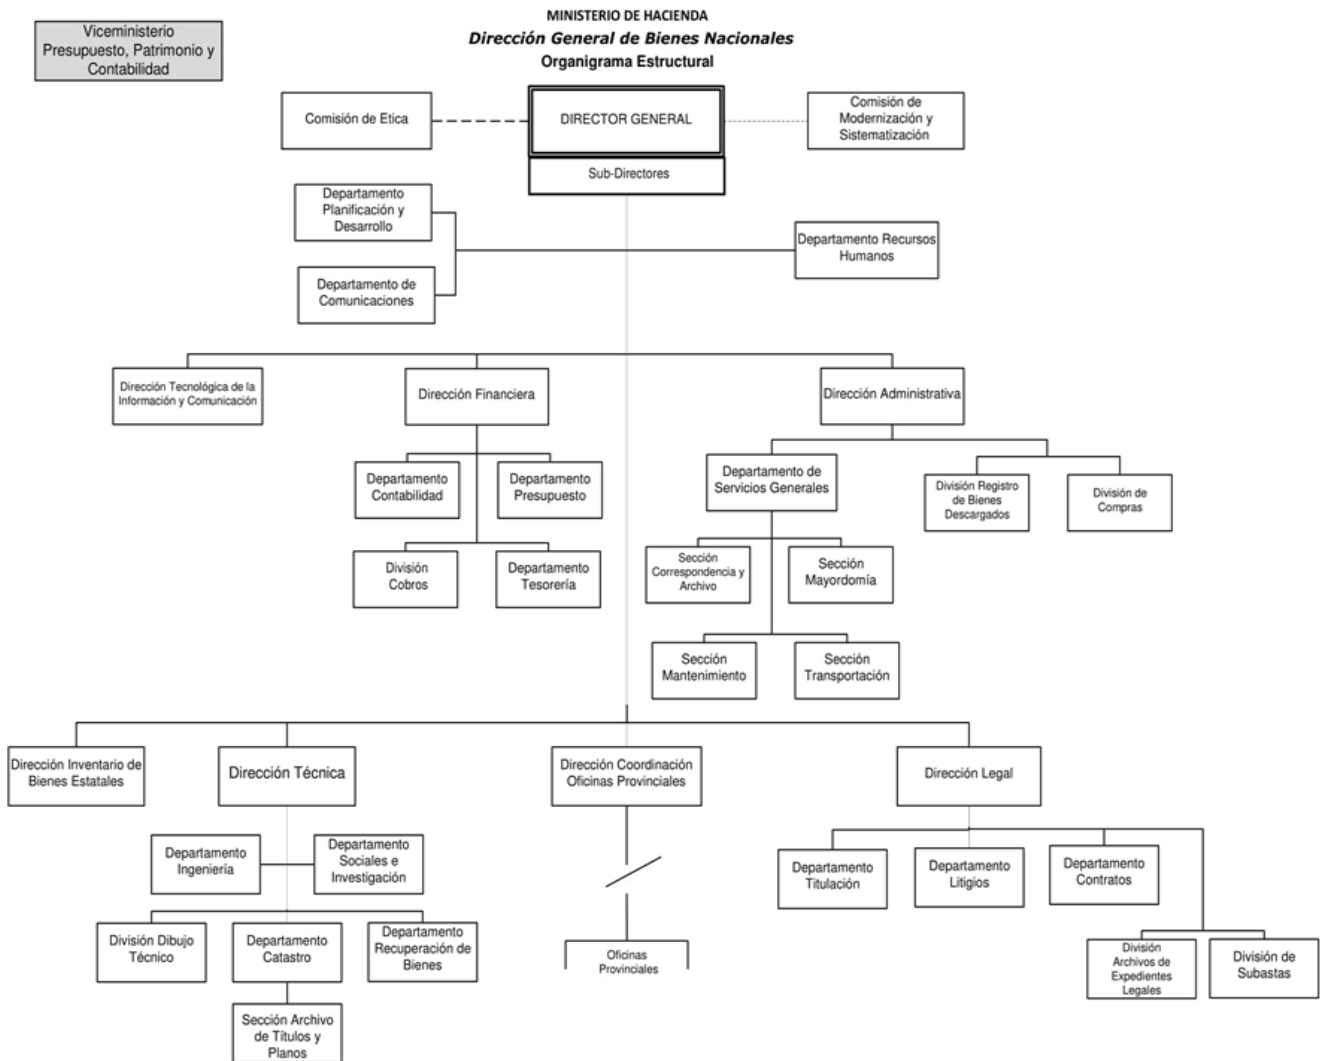 Viceministerio
Presupuesto, Patrimonio y
Contabilidad
MINISTERIO DE HACIENDA
Dirección General de Bienes Nacionales
Organigrama Estructural
Comisión de Etica
DIRECTOR GENERAL
Comisión de
Modernización y
Sistematización
Sub-Directores
Departamento
Planificación y
Desarrollo
Departamento Recursos
Humanos
Departamento de
Comunicaciones
Dirección Tecnológica de la
Información y Comunicación
Dirección Financiera
Dirección Administrativa
Departamento
Contabilidad
Departamento
Presupuesto
Departamento de
Servicios Generales
División Registro
de Bienes
Descargados
División de
Compras
División
Cobros
Departamento
Tesorería
Sección
Correspondencia y
Archivo
Sección
Mayordomía
Sección
Mantenimiento
Sección
Transportación
Dirección Inventario de
Bienes Estatales
Dirección Técnica
Dirección Coordinación
Oficinas Provinciales
Dirección Legal
Departamento
Ingeniería
Departamento
Sociales e
Investigación
Departamento
Titulación
Departamento
Litigios
Departamento
Contratos
División Dibujo
Técnico
Departamento
Catastro
Departamento
Recuperación de
Bienes
Oficinas
Provinciales
División
Archivos de
Expedientes
Legales
División de
Subastas
Sección Archivo
de Títulos y
Planos